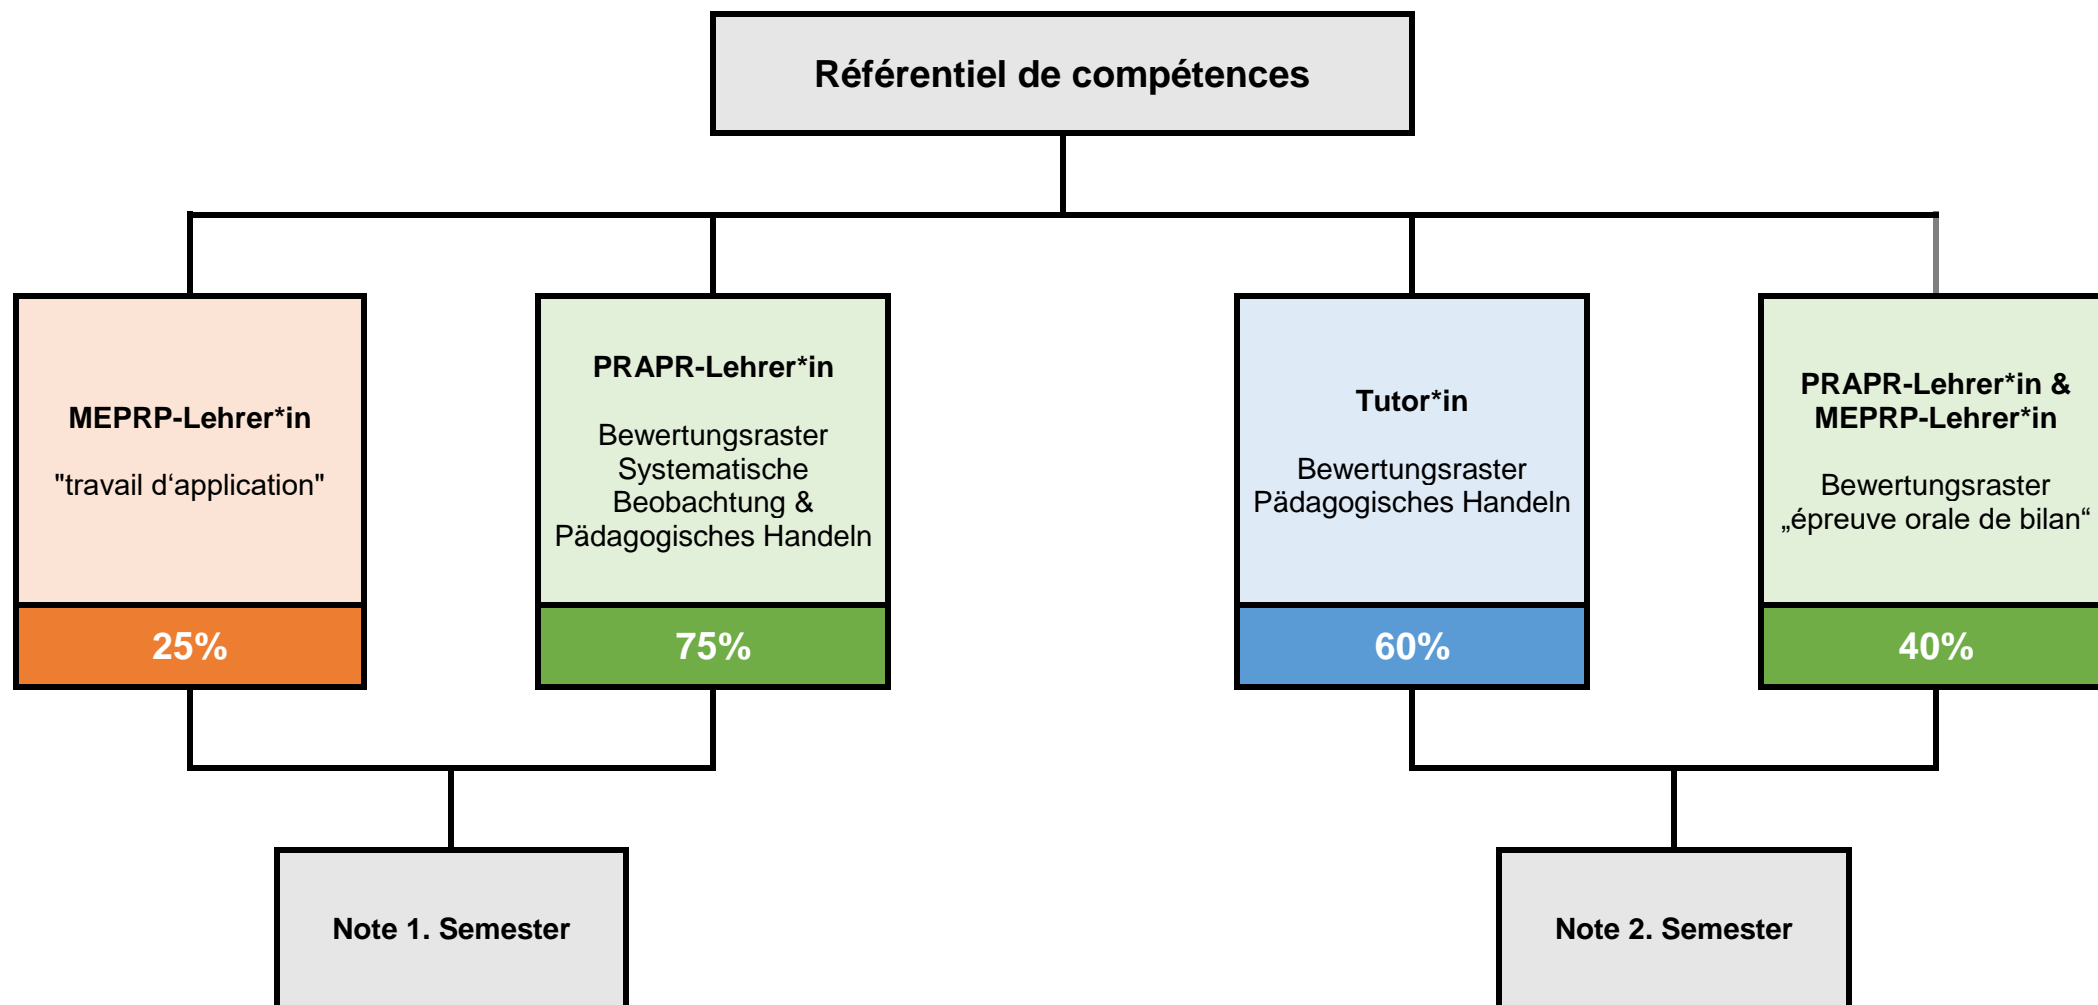 Référentiel de compétences
MEPRP-Lehrer*in
"travail d‘application"
25%
PRAPR-Lehrer*in
Bewertungsraster
Systematische
Beobachtung &
Pädagogisches Handeln
75%
Tutor*in
Bewertungsraster
Pädagogisches Handeln
60%
PRAPR-Lehrer*in &
MEPRP-Lehrer*in
Bewertungsraster
„épreuve orale de bilan“
40%
Note 1. Semester
Note 2. Semester